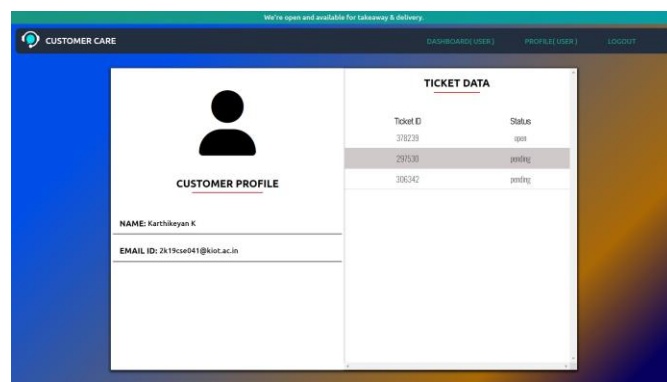 We're open and available for takeaway & delivery.
CUSTOMER CARE
DASHBOARD( USER )
PROFILE( USER )
LOGOUT
CUSTOMER PROFILE
NAME: Karthikeyan K
EMAIL ID: 2k19cse041@kiot.ac.in
TICKET DATA
Ticket ID Status
378239 open
297530 pending
306342 pending